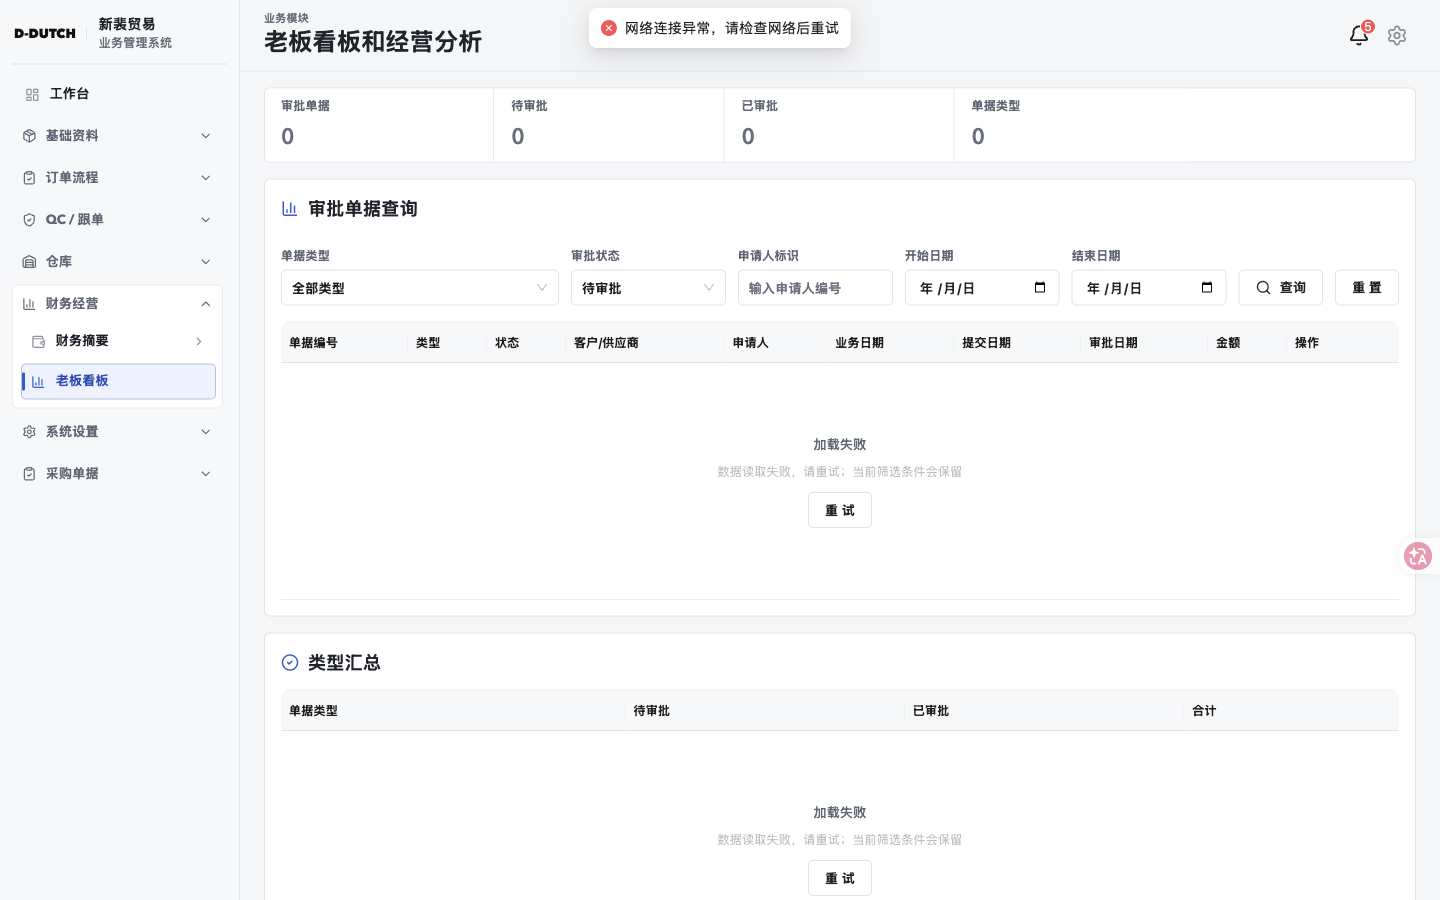 D-DUTCH
新裴贸易
业务管理系统
工作台
基础资料
订单流程
QC / 跟单
仓库
财务经营
财务摘要
老板看板
系统设置
采购单据
业务模块
老板看板和经营分析
网络连接异常，请检查网络后重试
5
审批单据
0
待审批
0
已审批
0
单据类型
0
审批单据查询
单据类型
全部类型
审批状态
待审批
申请人标识
输入申请人编号
开始日期
年 /月/日
结束日期
年 /月/日
查询
重 置
单据编号 类型 状态 客户/供应商 申请人 业务日期 提交日期 审批日期 金额 操作
加载失败
数据读取失败，请重试；当前筛选条件会保留
重 试
类型汇总
单据类型 待审批 已审批 合计
加载失败
数据读取失败，请重试；当前筛选条件会保留
重 试